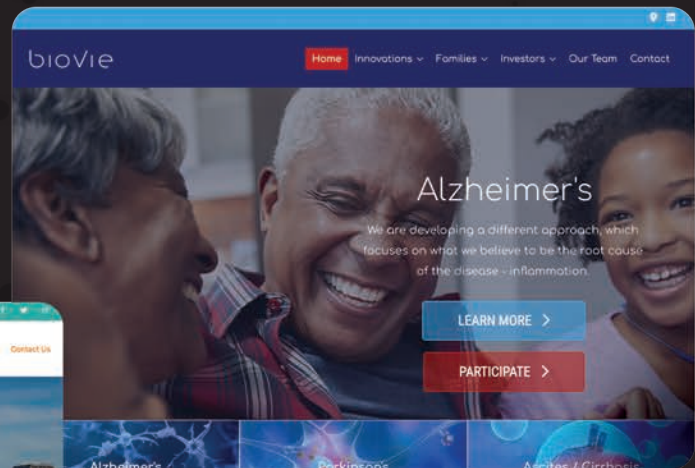 biovie
Home Innovations Families Investors Our Team Contact
Alzheimer's
We are developing a different approach, which
focuses on what we believe to be the root cause
of the disease - inflammation.
LEARN MORE
PARTICIPATE
Contact Us
Alzheimer's Parkinson's Ascites / Cirrhosis